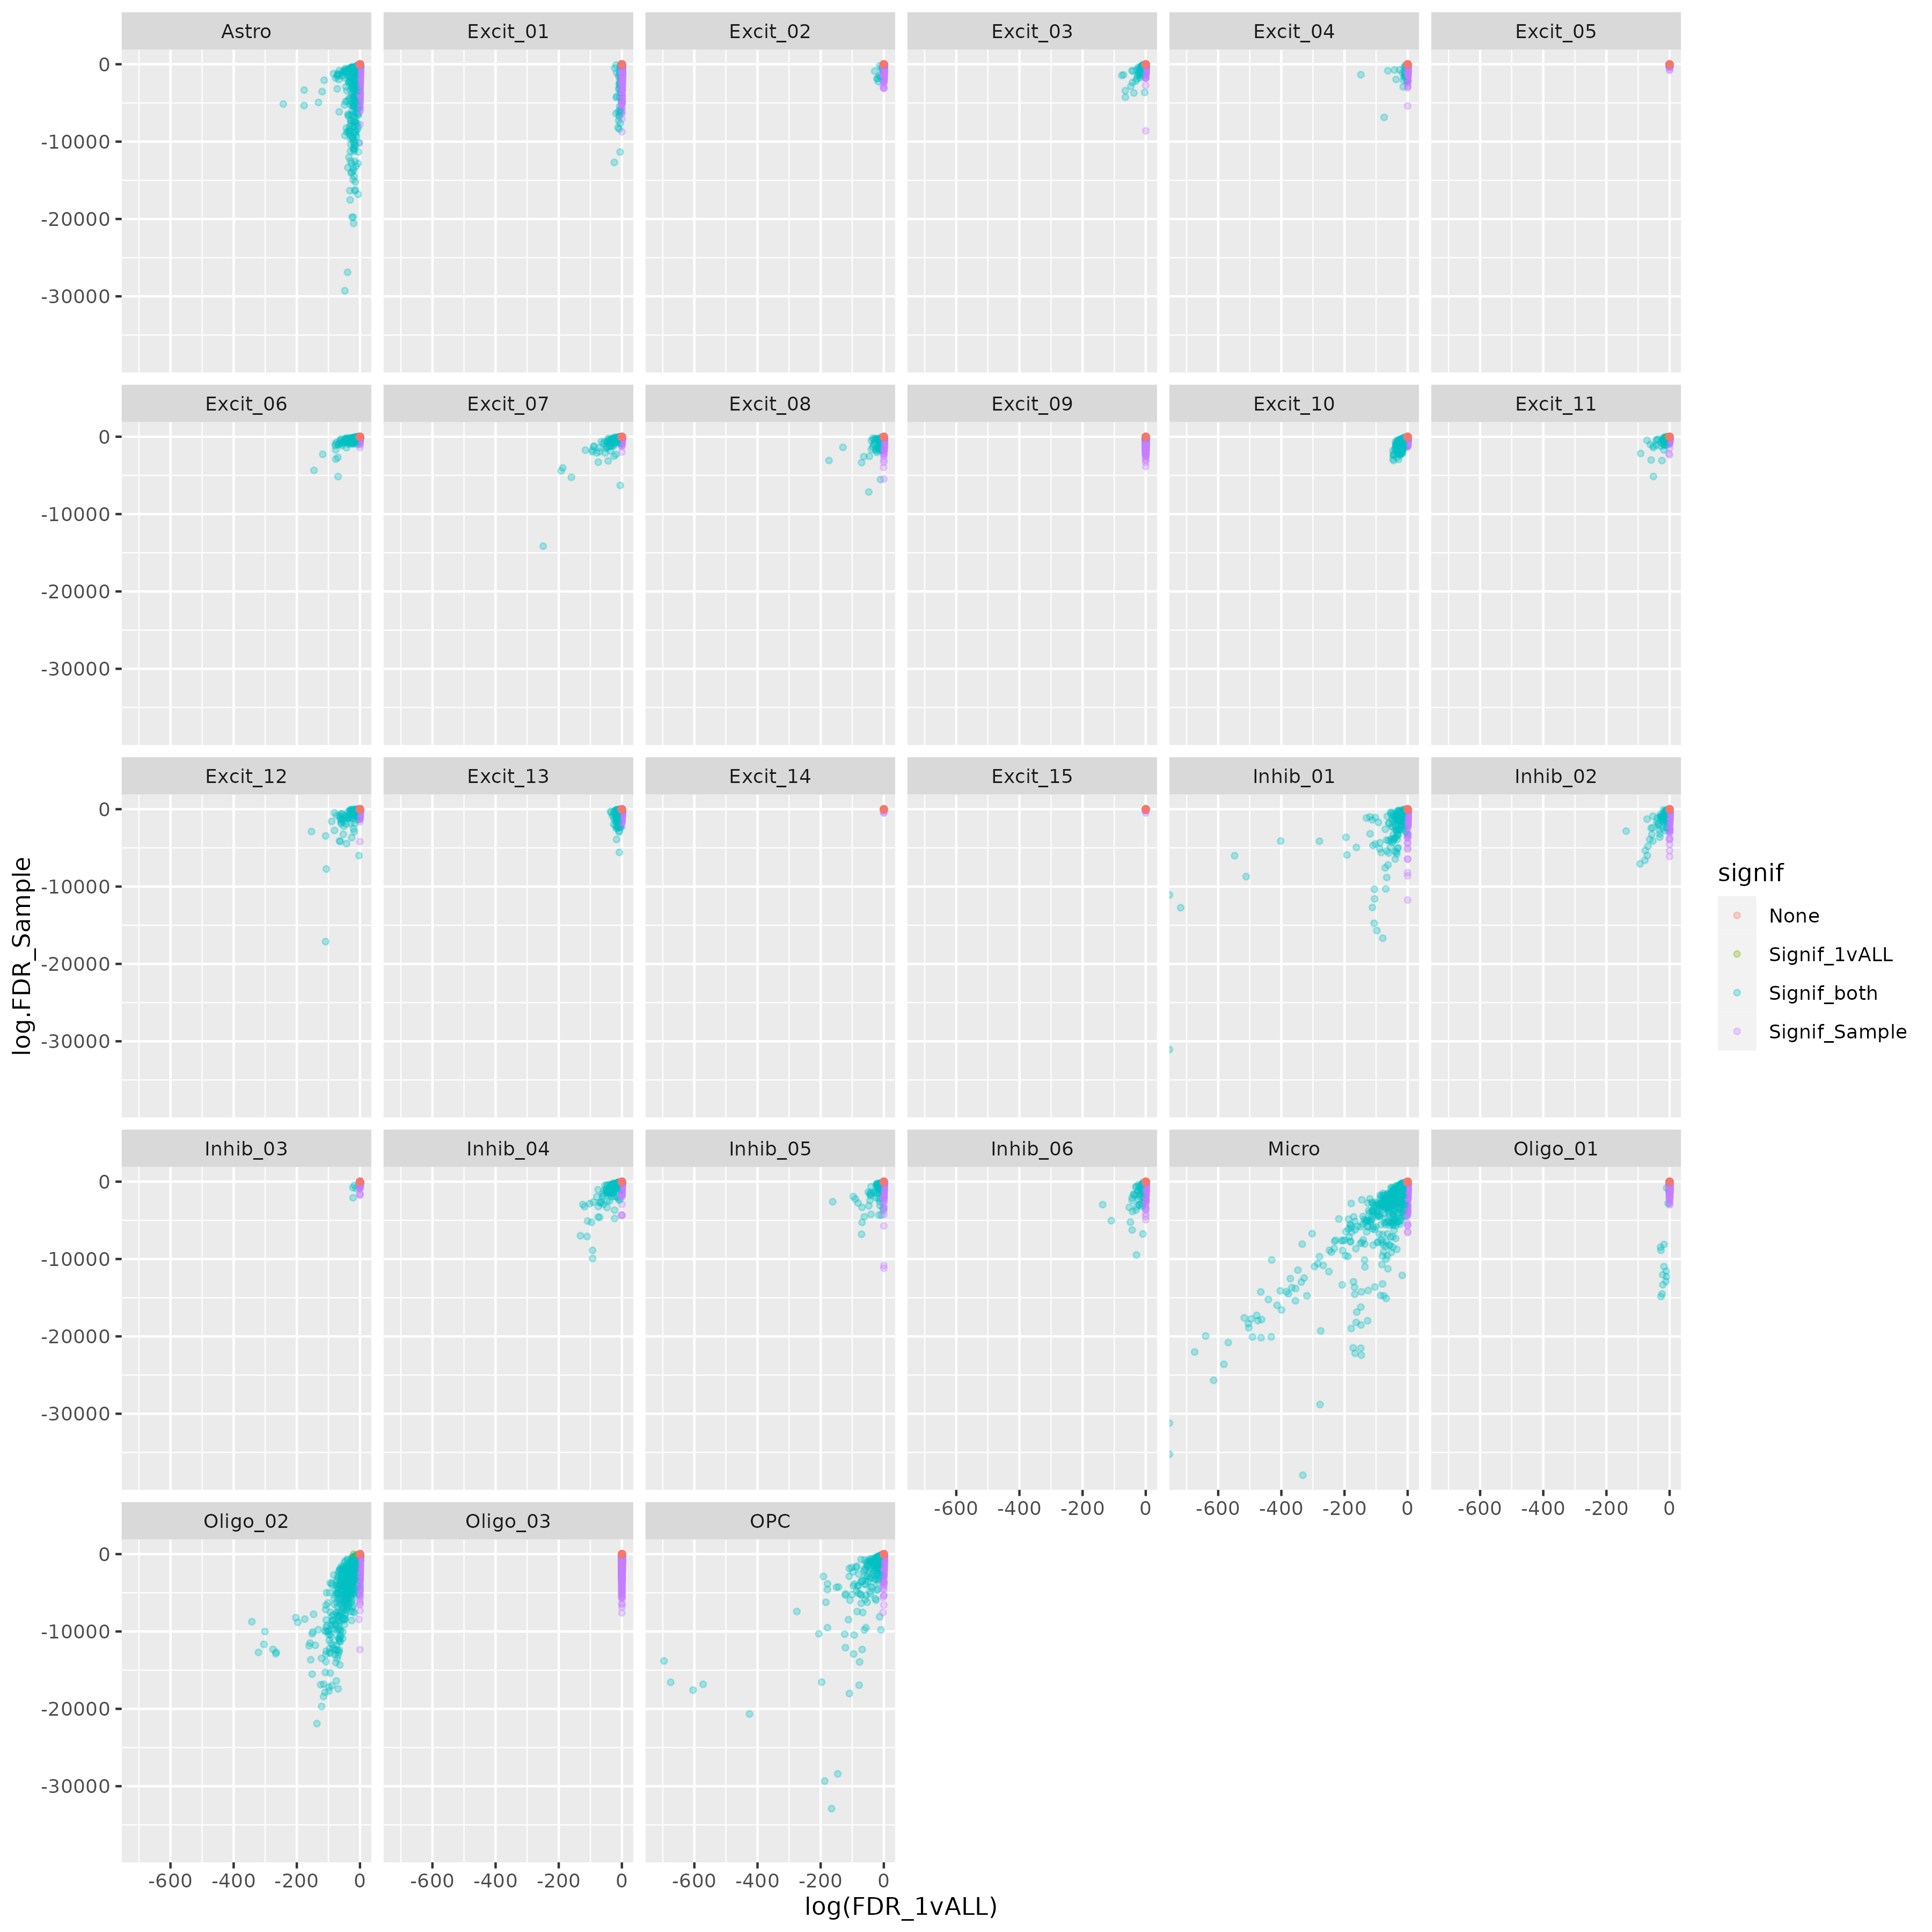 Astro Excit_01 Excit_02 Excit_03 Excit_04 Excit_05
0
-10000
-20000
-30000
Excit_06 Excit_07 Excit_08 Excit_09 Excit_10 Excit_11
0
-10000
-20000
-30000
Excit_12 Excit_13 Excit_14 Excit_15 Inhib_01 Inhib_02
0
-10000
-20000
-30000
Inhib_03 Inhib_04 Inhib_05 Inhib_06 Micro Oligo_01
0
-10000
-20000
-30000
-600 -400 -200 0 -600 -400 -200 0 -600 -400 -200 0
Oligo_02 Oligo_03 OPC
0
-10000
-20000
-30000
-600 -400 -200 0 -600 -400 -200 0 -600 -400 -200 0
log(FDR_1vALL)
log.FDR_Sample
signif
None
Signif_1vALL
Signif_both
Signif_Sample